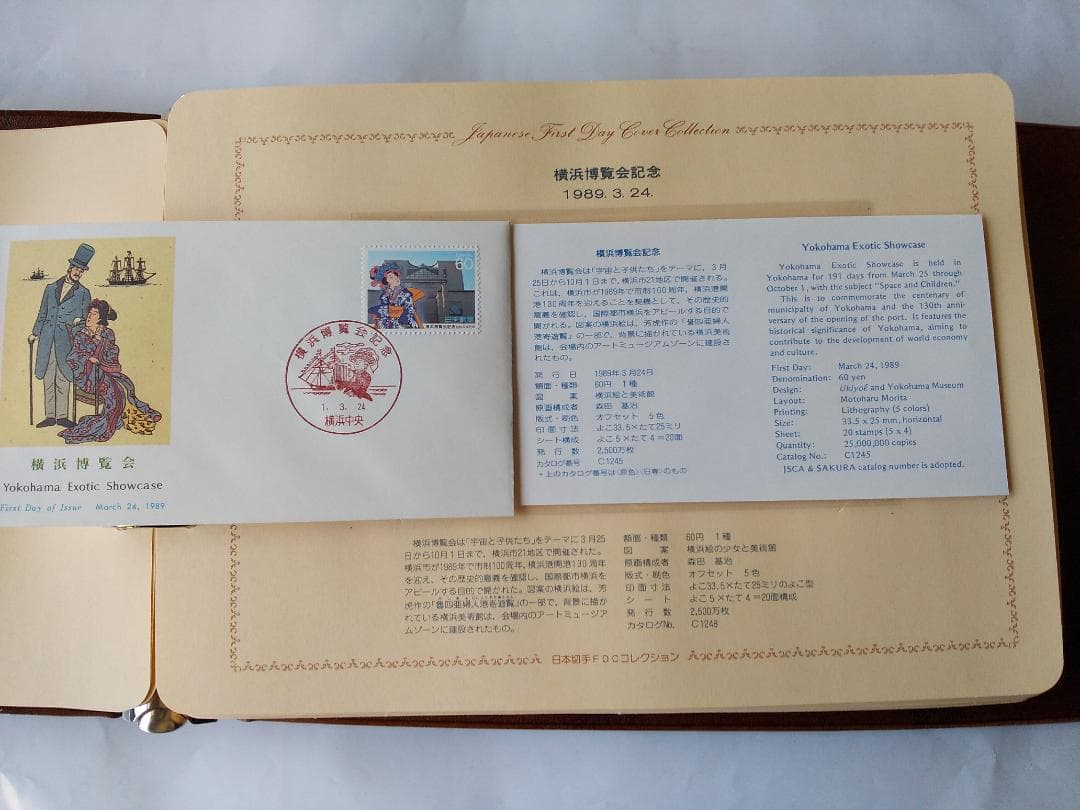 Japanese First Day Cover Collection
横浜博覧会記念
1989. 3. 24.
60
日本郵便
横浜博覧会記念
1. 3. 24
横浜中央
横浜博覧会
Yokohama Exotic Showcase
First Day of Issue March 24, 1989
横浜博覧会記念
横浜博覧会は「宇宙と子供たち」をテーマに、3月
25日から10月1日まで、横浜市21地区で開催される。
これは、横浜市が1989年で市制100周年、横浜港開
港130周年を迎えることを契機として、その歴史的
意義を確認し、国際都市横浜をアピールする目的で
開かれる。図案の横浜絵は、芳虎作の「
港寄遊覧」の一部で、背景に描かれている横浜美術
館は、会場内のアートミュージアムゾーンに建設さ
れたもの。
発行日 1989年3月24日
額面・種類 60円 1種
図案 横浜絵と美術館
原画構成者 森田 基治
版式・刷色 オフセット 5色
印面寸法 よこ33.5×たて25ミリ
シート構成 よこ5×たて4=20面
発行数 2,500万枚
カタログ番号 C1245
・上のカタログ番号は〈原色〉〈日専〉のもの
Yokohama Exotic Showcase
Yokohama Exotic Showcase is held in
Yokohama for 191 days from March 25 through
October 1, with the subject "Space and Children."
This is to commemorate the centenary of
municipalty of Yokohama and the 130th anni-
versary of the opening of the port. It features the
historical significance of Yokohama, aiming to
contribute to the development of world economy
and culture.
First Day: March 24, 1989
Denomination: 60 yen
Design: Ukiyoē and Yokohama Museum
Layout: Motoharu Morita
Printing: Lithography (5 colors)
Size: 33.5 x 25 mm, horizontal
Sheet: 20 stamps (5 x 4)
Quantity: 25,000,000 copies
Catalog No.: C1245
JSCA & SAKURA catalog number is adopted.
横浜博覧会は「宇宙と子供たち」をテーマに3月25
日から10月1日まで、横浜市21地区で開催された。
横浜市が1989年で市制100周年、横浜港開港130周年
を迎え、その歴史的意義を確認し、国際都市横浜を
アピールする目的で開かれた。図案の横浜絵は、芳
虎作の「魯四亜婦人港寄遊覧」の一部で、背景に描か
れている横浜美術館は、会場内のアートミュージア
ムゾーンに建設されたもの。
額面・種類 60円 1種
図案 横浜絵の少女と美術館
原画構成者 森田 基治
版式・刷色 オフセット 5色
印面寸法 よこ33.5×たて25ミリのよこ型
シート よこ5×たて4=20面構成
発行数 2,500万枚
カタログNo. C1248
日本切手FDCコレクション